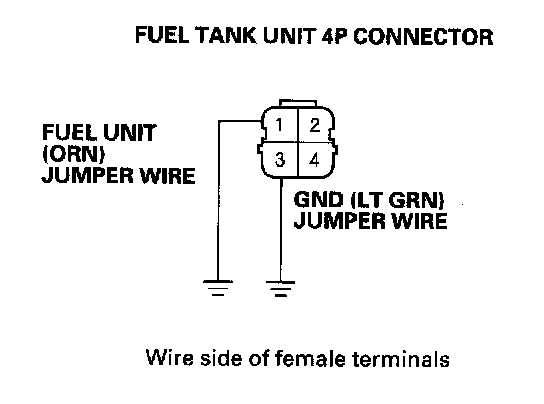 FUEL TANK UNIT 4P CONNECTOR
1 2
3 4
FUEL UNIT
(ORN)
JUMPER WIRE
GND (LT GRN)
JUMPER WIRE
Wire side of female terminals